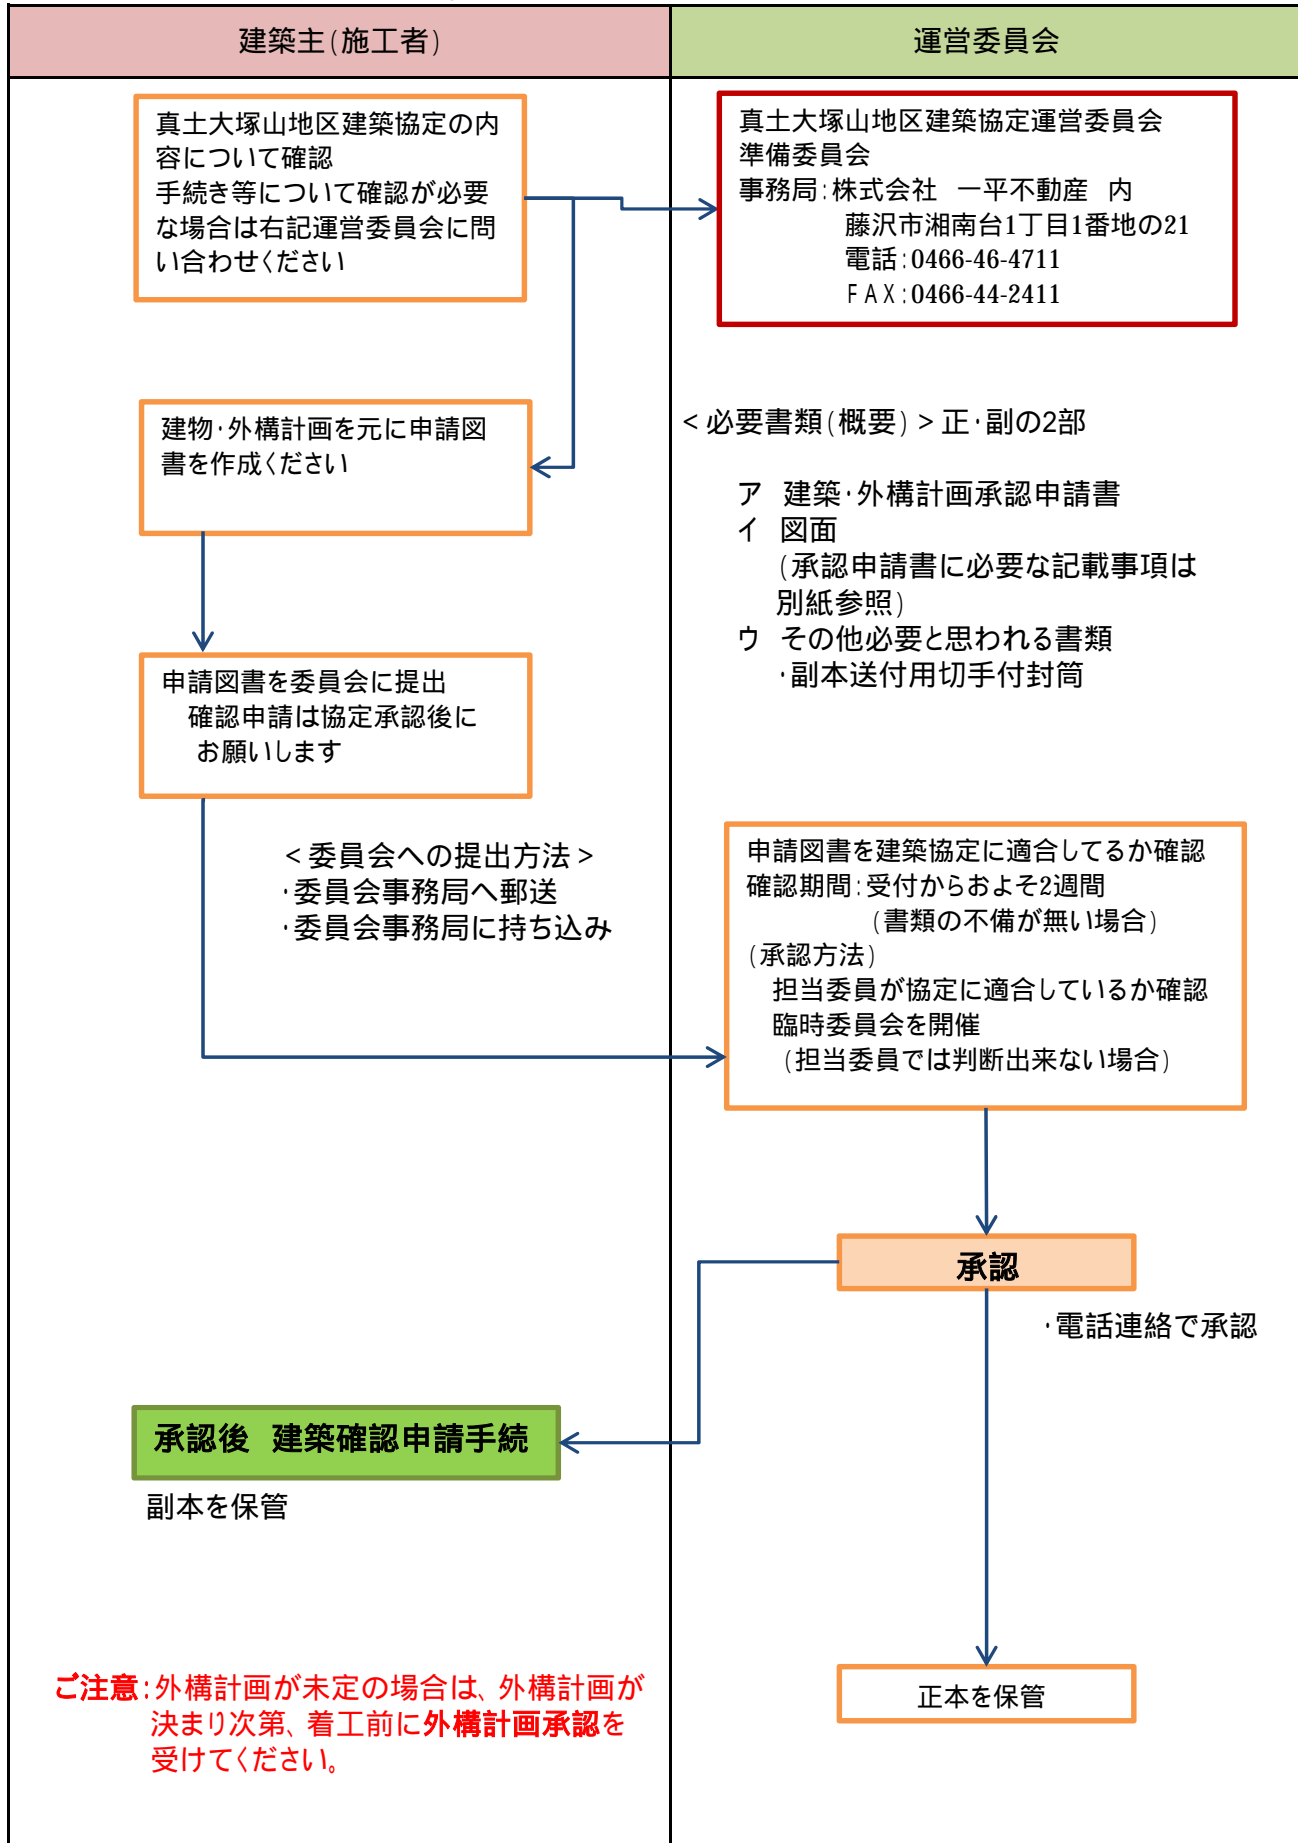 建築主(施工者)
運営委員会
真土大塚山地区建築協定の内
容について確認
手続き等について確認が必要
な場合は右記運営委員会に問
い合わせください
真土大塚山地区建築協定運営委員会
準備委員会
事務局:株式会社　一平不動産　内
藤沢市湘南台1丁目1番地の21
電話:0466-46-4711
FAX:0466-44-2411
建物・外構計画を元に申請図
書を作成ください
<必要書類(概要)>正・副の2部
ア　建築・外構計画承認申請書
イ　図面
(承認申請書に必要な記載事項は
別紙参照)
ウ　その他必要と思われる書類
・副本送付用切手付封筒
申請図書を委員会に提出
確認申請は協定承認後に
お願いします
<委員会への提出方法>
・委員会事務局へ郵送
・委員会事務局に持ち込み
申請図書を建築協定に適合してるか確認
確認期間:受付からおよそ2週間
(書類の不備が無い場合)
(承認方法)
担当委員が協定に適合しているか確認
臨時委員会を開催
(担当委員では判断出来ない場合)
承認
・電話連絡で承認
承認後　建築確認申請手続
副本を保管
正本を保管
ご注意:外構計画が未定の場合は、外構計画が
決まり次第、着工前に外構計画承認を
受けてください。